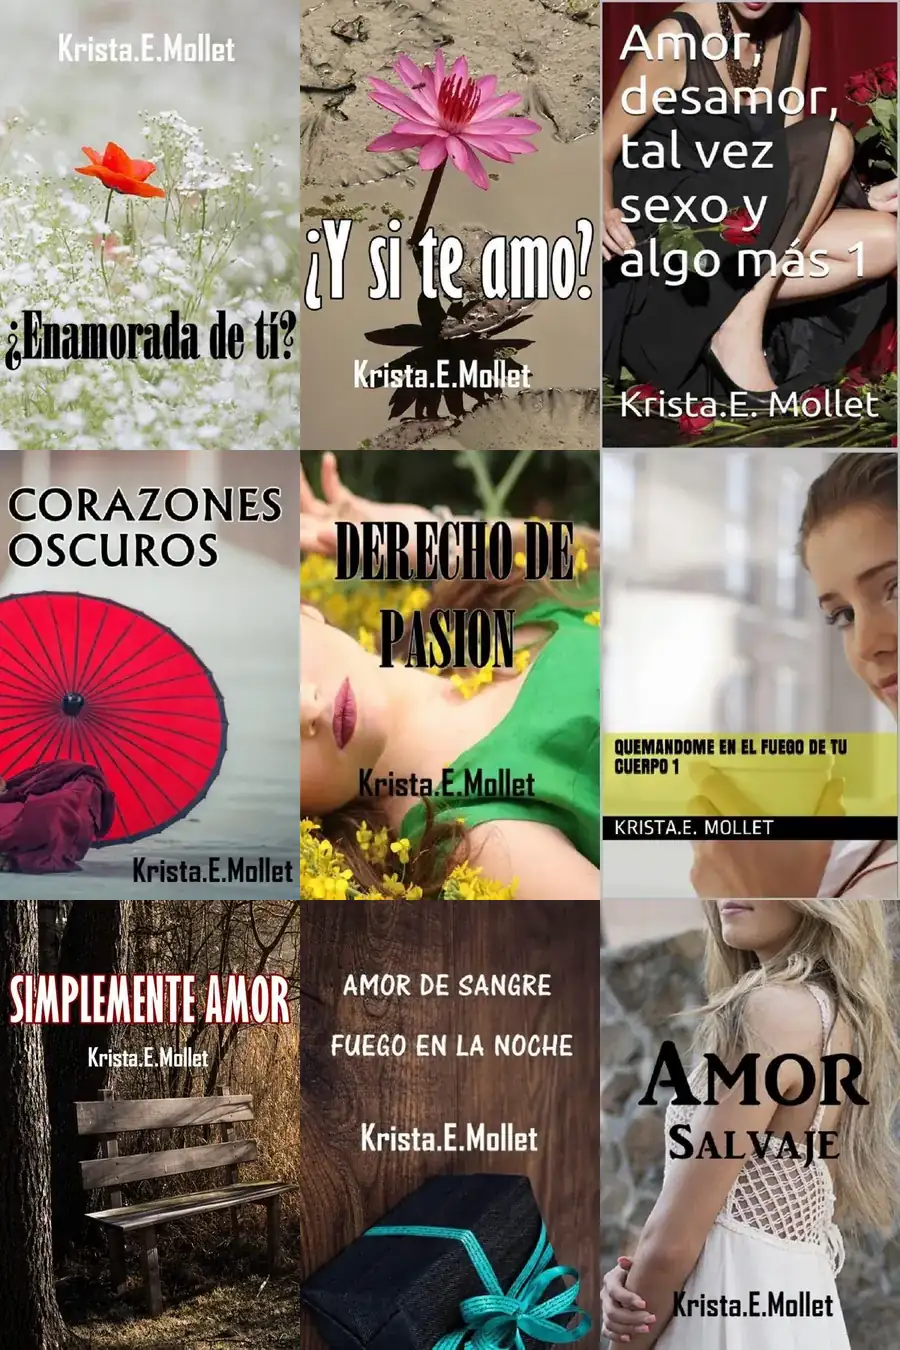 Krista.E.Mollet
¿Enamorada de tí?
¿Y si te amo?
Krista.E.Mollet
Amor,
desamor,
tal vez
sexo y
algo más 1
Krista.E. Mollet
CORAZONES
OSCUROS
Krista.E.Mollet
DERECHO DE
PASION
Krista.E.Mollet
QUEMANDOME EN EL FUEGO DE TU
CUERPO 1
KRISTA.E. MOLLET
SIMPLEMENTE AMOR
Krista.E.Mollet
AMOR DE SANGRE
FUEGO EN LA NOCHE
Krista.E.Mollet
AMOR
SALVAJE
Krista.E.Mollet